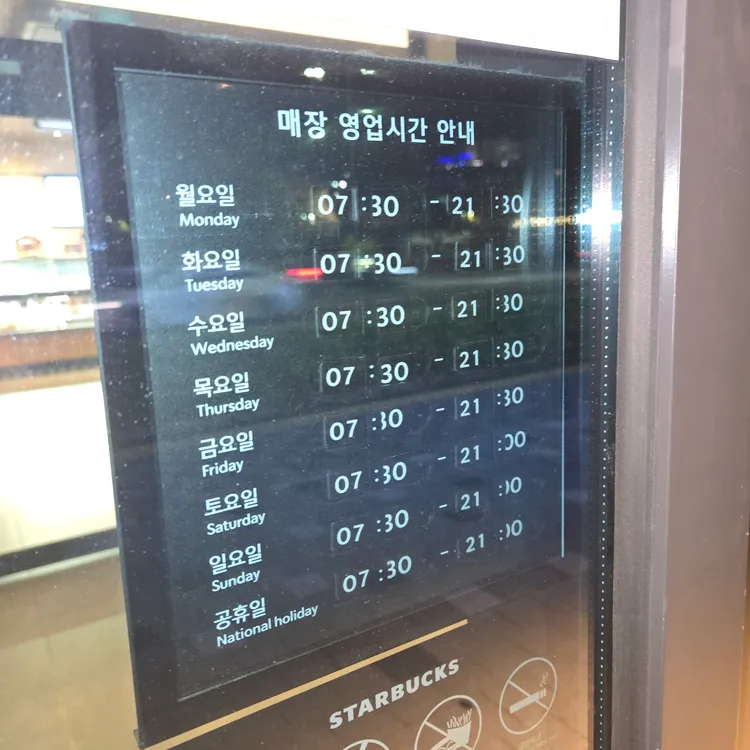 매장 영업시간 안내
월요일 07:30 - 21:30
Monday
화요일 07:30 - 21:30
Tuesday
수요일 07:30 - 21:30
Wednesday
목요일 07:30 - 21:30
Thursday
금요일 07:30 - 21:30
Friday
토요일 07:30 - 21:00
Saturday
일요일 07:30 - 21:00
Sunday
공휴일 07:30 - 21:00
National holiday
STARBUCKS